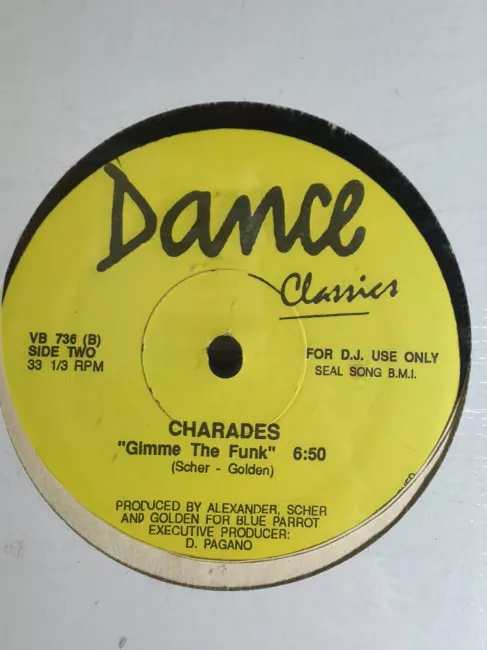 Dance
Classics
VB 736 (B)
SIDE TWO
33 1/3 RPM
FOR D.J. USE ONLY
SEAL SONG B.M.I.
CHARADES
"Gimme The Funk" 6:50
(Scher - Golden)
PRODUCED BY ALEXANDER, SCHER
AND GOLDEN FOR BLUE PARROT
EXECUTIVE PRODUCER:
D. PAGANO